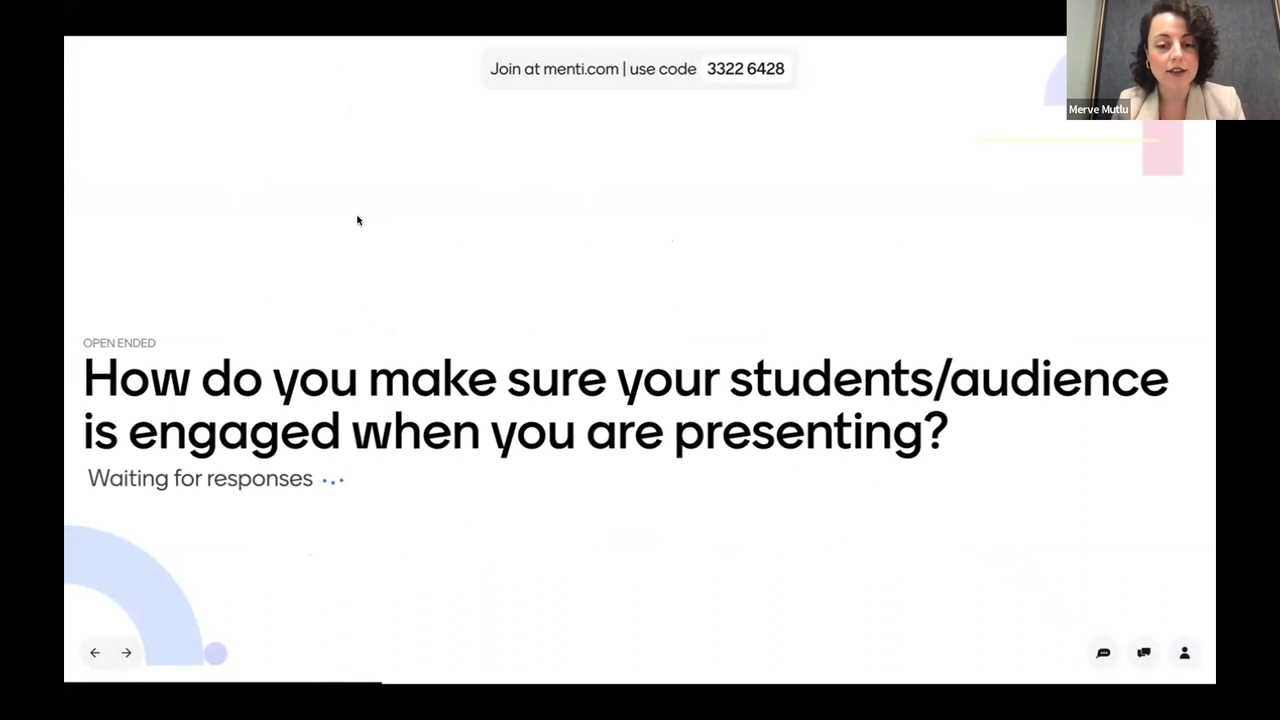 Join at menti.com | use code 3322 6428
Merve Mutlu
OPEN ENDED
How do you make sure your students/audience
is engaged when you are presenting?
Waiting for responses ...